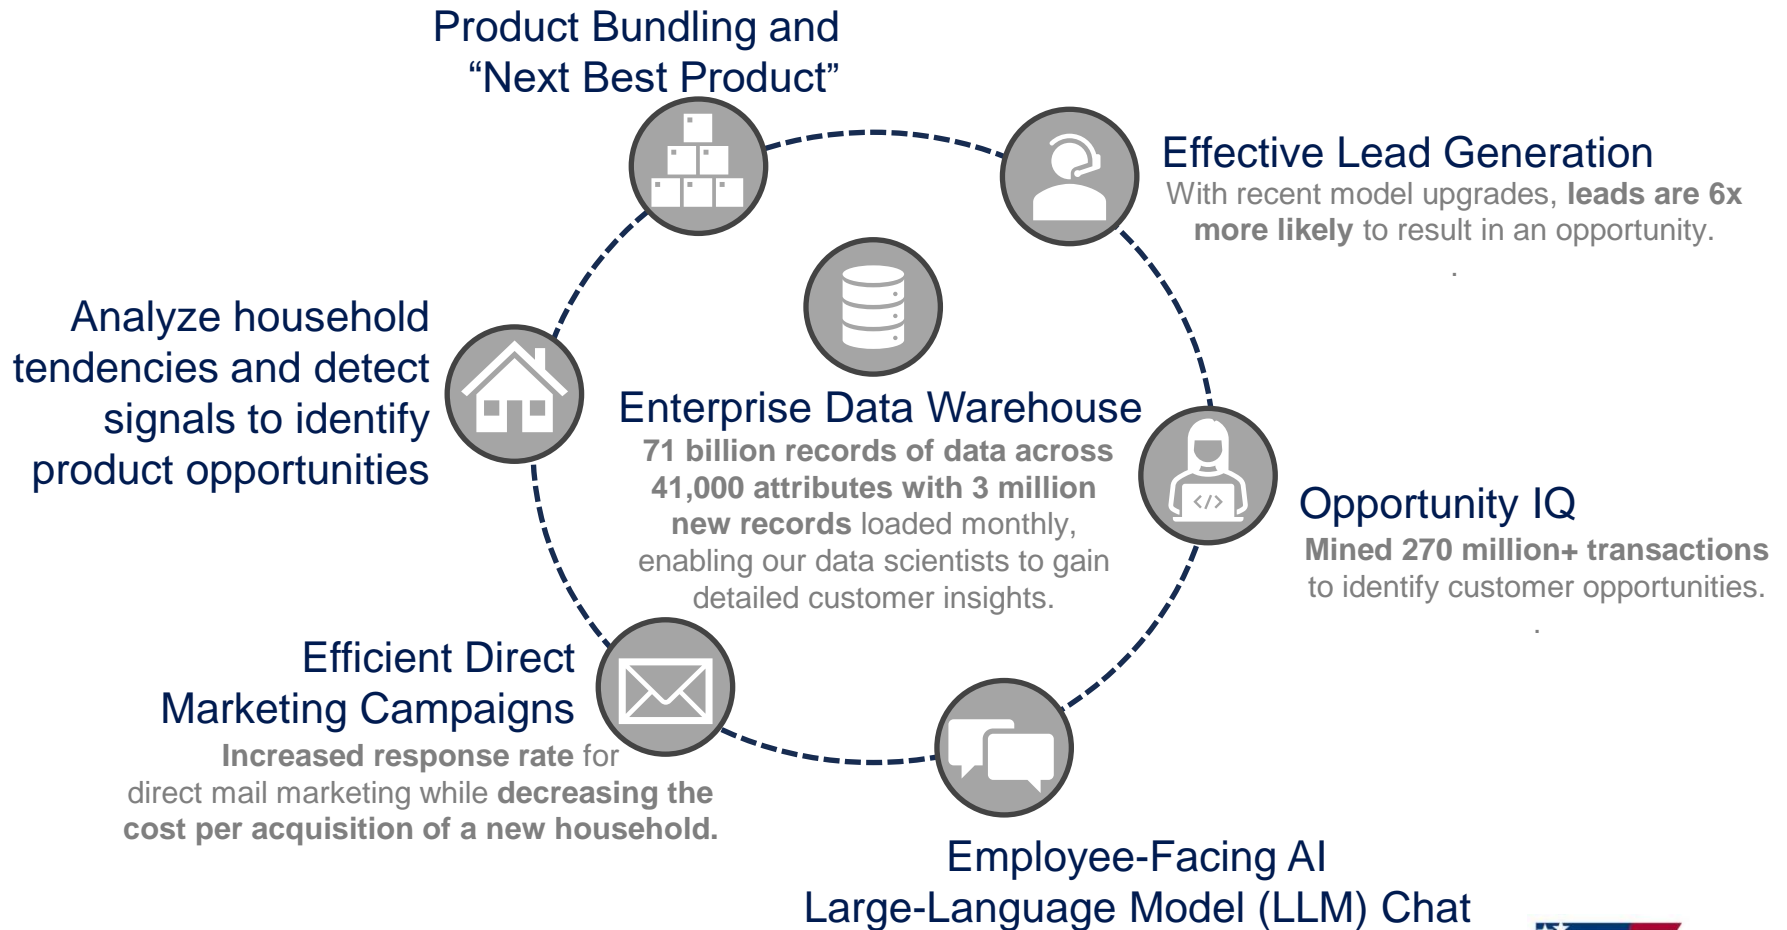 Product Bundling and
“Next Best Product”
Effective Lead Generation
With recent model upgrades, leads are 6x
more likely to result in an opportunity.
.
Analyze household
tendencies and detect
signals to identify
product opportunities
Enterprise Data Warehouse
71 billion records of data across
41,000 attributes with 3 million
new records loaded monthly,
enabling our data scientists to gain
detailed customer insights.
</>
Opportunity IQ
Mined 270 million+ transactions
to identify customer opportunities.
.
Efficient Direct
Marketing Campaigns
Increased response rate for
direct mail marketing while decreasing the
cost per acquisition of a new household.
Employee-Facing AI
Large-Language Model (LLM) Chat